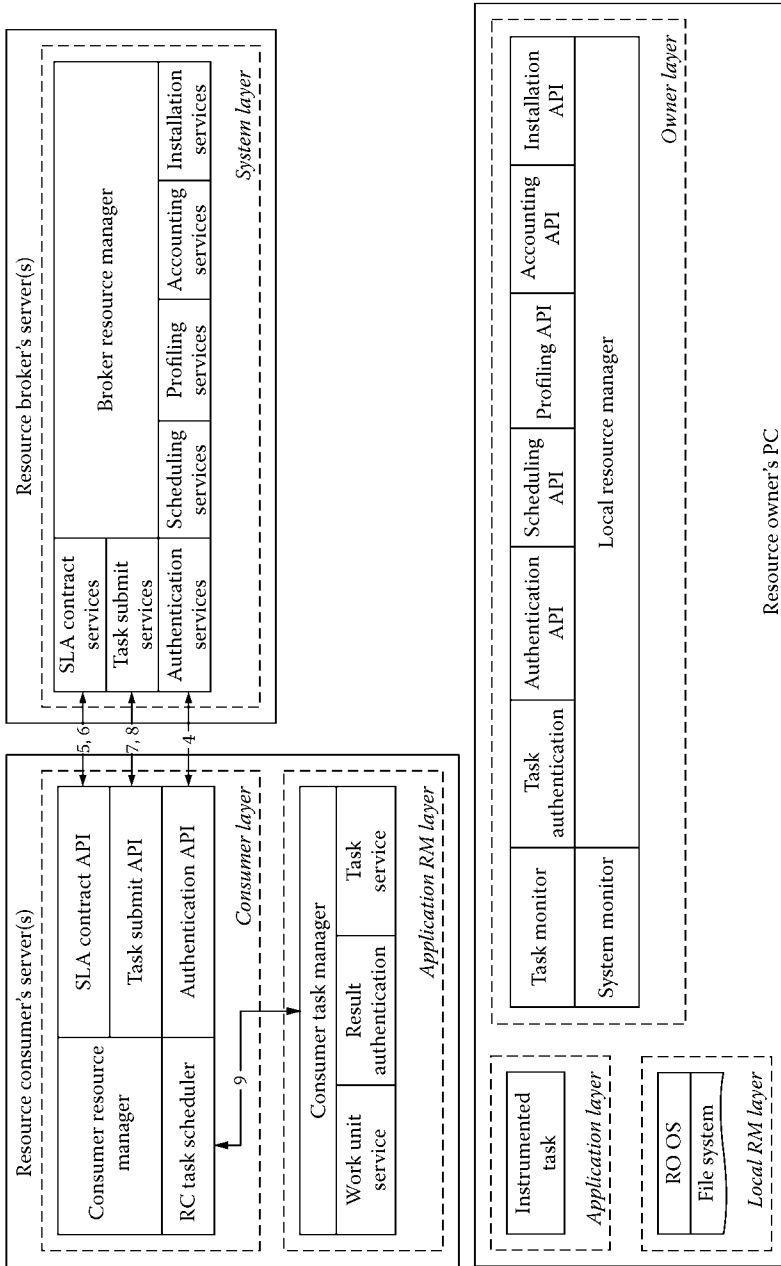 Resource consumer's server(s)
Consumer resource
manager
SLA contract API
Task submit API
RC task scheduler
Authentication API
Consumer layer
9
Consumer task manager
Work unit
service
Result
authentication
Task
service
Application RM layer
5, 6
7, 8
4
Resource broker's server(s)
SLA contract
services
Task submit
services
Broker resource manager
Authentication
services
Scheduling
services
Profiling
services
Accounting
services
Installation
services
System layer
Instrumented
task
Application layer
RO OS
File system
Local RM layer
Task monitor
Task
authentication
Authentication
API
Scheduling
API
Profiling API
Accounting
API
Installation
API
System monitor
Local resource manager
Owner layer
Resource owner's PC